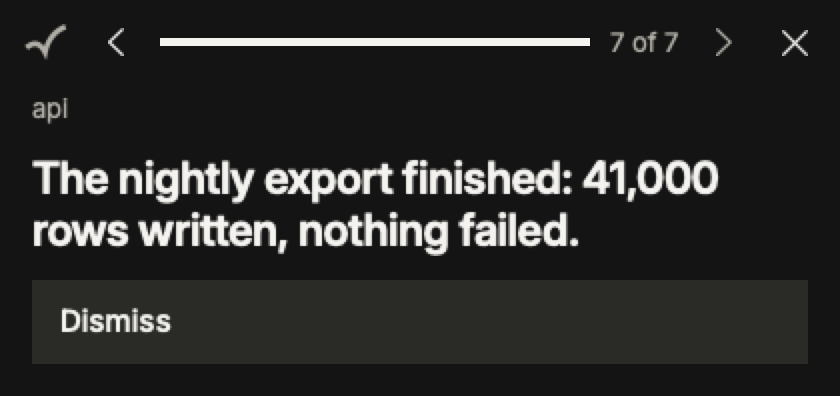 7 of 7
api
The nightly export finished: 41,000
rows written, nothing failed.
Dismiss